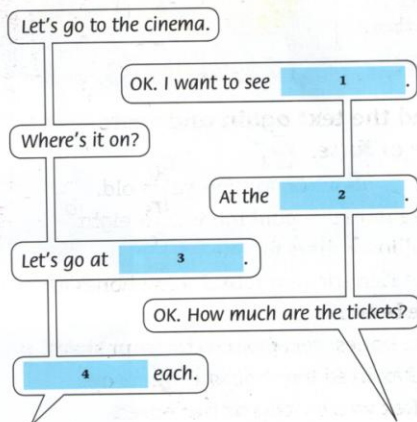 Let's go to the cinema.
OK. I want to see 1 .
Where's it on?
At the 2 .
Let's go at 3 .
OK. How much are the tickets?
4 each.